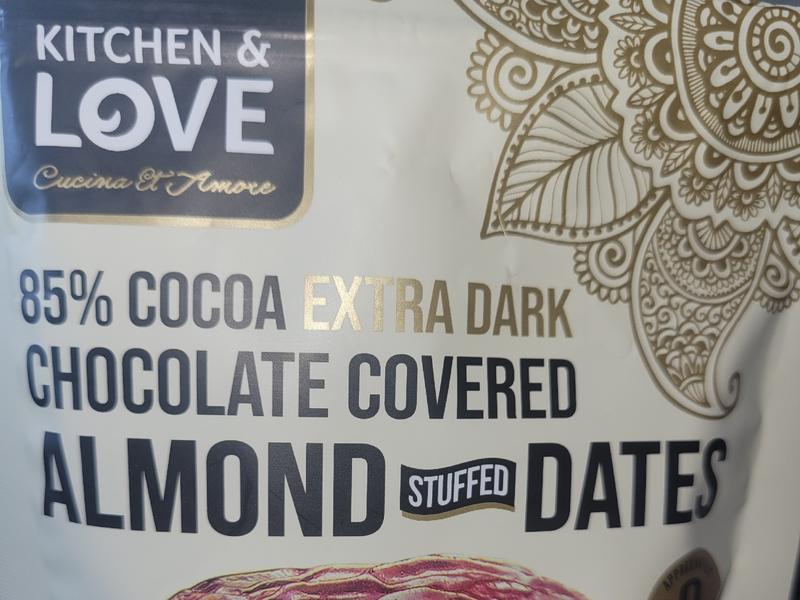 KITCHEN &
LOVE
Cucina Et Amore
85% COCOA EXTRA DARK
CHOCOLATE COVERED
ALMOND STUFFED DATES